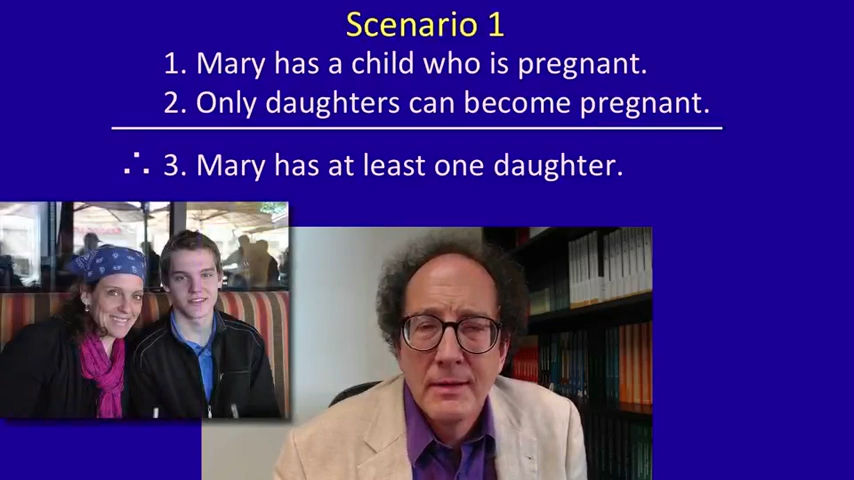 Scenario 1
1. Mary has a child who is pregnant.
2. Only daughters can become pregnant.
∴ 3. Mary has at least one daughter.